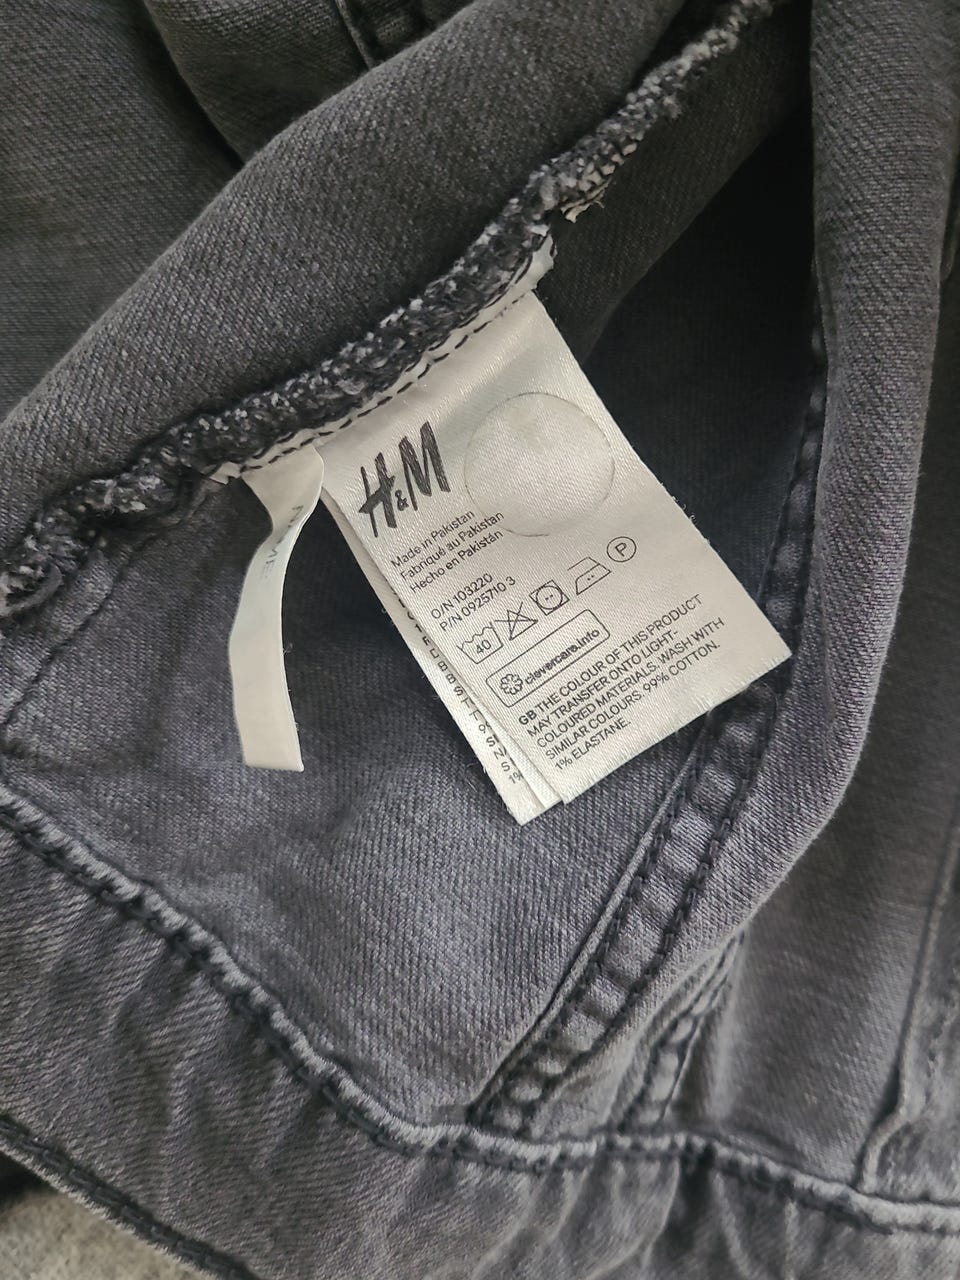 H&M
Made in Pakistan
Fabriqué au Pakistan
Hecho en Pakistán
O/N 103220
P/N 0925710 3
40 P
clevercare.info
GB THE COLOUR OF THIS PRODUCT
MAY TRANSFER ONTO LIGHT-
COLOURED MATERIALS. WASH WITH
SIMILAR COLOURS. 99% COTTON.
1% ELASTANE.